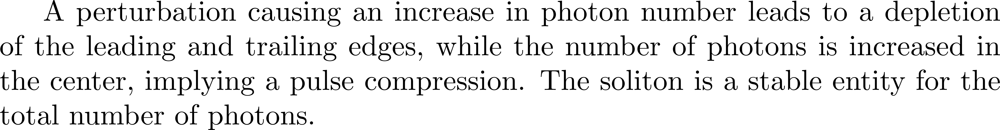 A perturbation causing an increase in photon number leads to a depletion
of the leading and trailing edges, while the number of photons is increased in
the center, implying a pulse compression. The soliton is a stable entity for the
total number of photons.